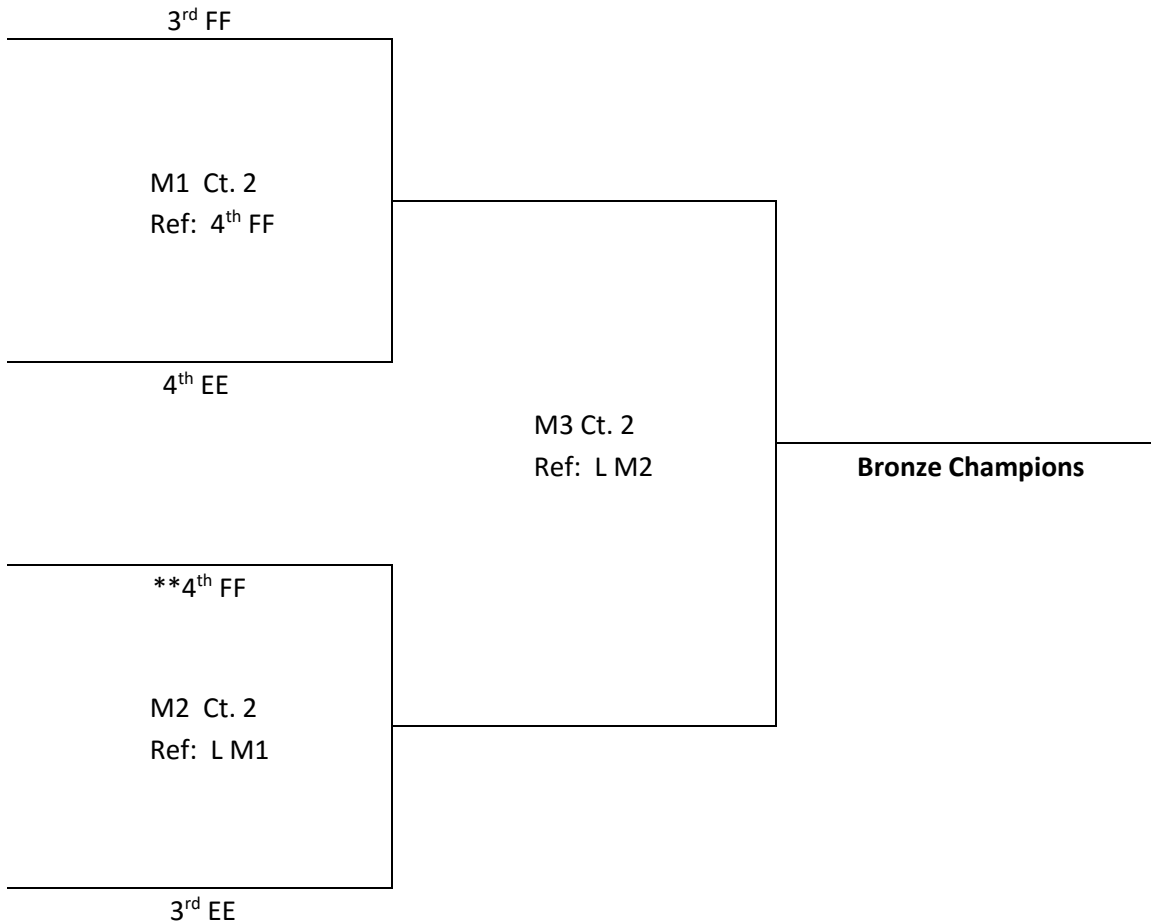 3rd FF
M1 Ct. 2
Ref: 4th FF
4th EE
M3 Ct. 2
Ref: L M2
Bronze Champions
**4th FF
M2 Ct. 2
Ref: L M1
3rd EE